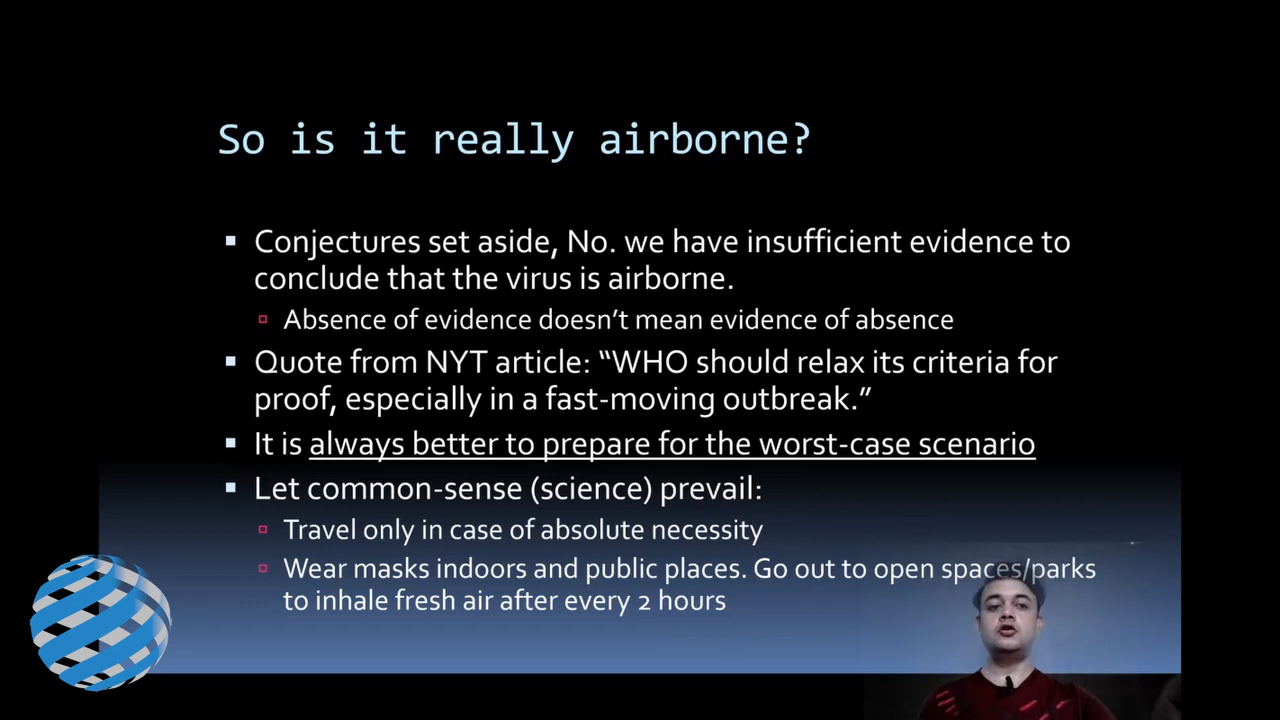 So is it really airborne?
Conjectures set aside, No. we have insufficient evidence to
conclude that the virus is airborne.
Absence of evidence doesn't mean evidence of absence
Quote from NYT article: “WHO should relax its criteria for
proof, especially in a fast-moving outbreak.”
It is always better to prepare for the worst-case scenario
Let common-sense (science) prevail:
Travel only in case of absolute necessity
Wear masks indoors and public places. Go out to open spaces/parks
to inhale fresh air after every 2 hours